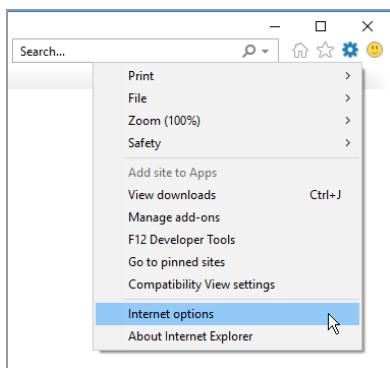 Search...
Print
File
Zoom (100%)
Safety
Add site to Apps
View downloads Ctrl+J
Manage add-ons
F12 Developer Tools
Go to pinned sites
Compatibility View settings
Internet options
About Internet Explorer